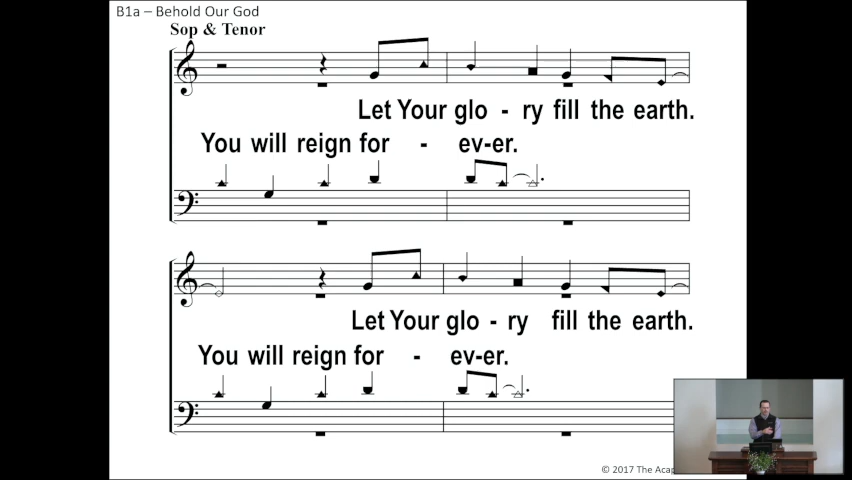 B1a – Behold Our God
Sop & Tenor
Let Your glo - ry fill the earth.
You will reign for - ev-er.
Let Your glo - ry fill the earth.
You will reign for - ev-er.
© 2017 The